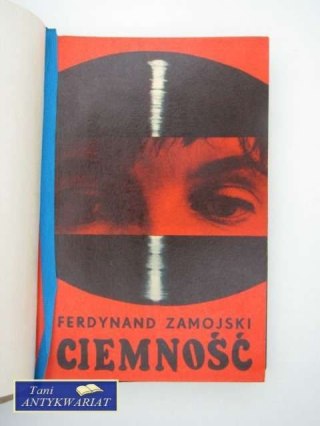 FERDYNAND ZAMOJSKI
CIEMNOŚĆ
Tani
ANTYKWARIAT